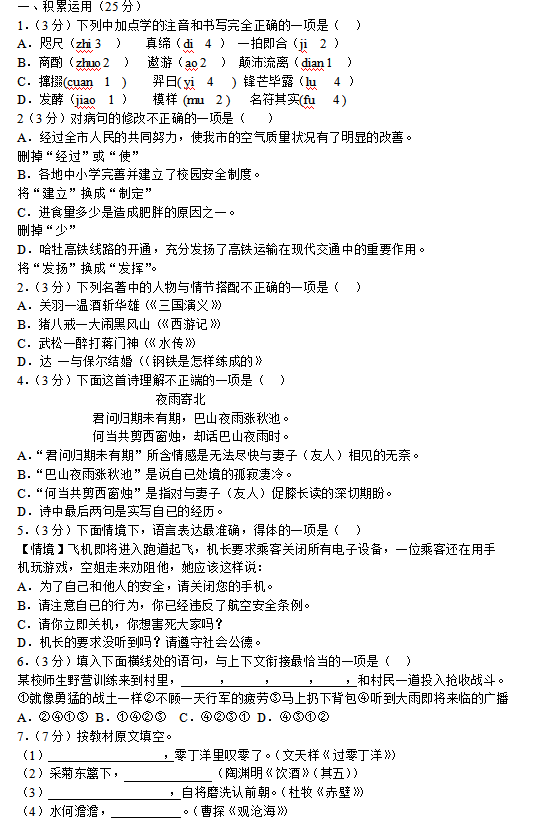 一、积累运用（25 分）
1.（3 分）下列中加点学的注音和书写完全正确的一项是（　）
A．咫尺（zhi 3　）　真缔（di　4　）　一拍即合（ji　2　）
B．商酌（zhuo 2　）　遨游（ao 2　）　颠沛流离（dian 1　）
C．撺掇(cuan　1　)　羿日(yi　4　)　锋芒毕露（lu　4　）
D．发酵（jiao　1　）　模样（mu　2 ）　名符其实(fu　4 )
2（3 分）对病句的修改不正确的一项是（　）
A．经过全市人民的共同努力，使我市的空气质量状况有了明显的改善。
删掉“经过”或“使”
B．各地中小学完善并建立了校园安全制度。
将“建立”换成“制定”
C．进食量多少是造成肥胖的原因之一。
删掉“少”
D．哈牡高铁线路的开通，充分发扬了高铁运输在现代交通中的重要作用。
将“发扬”换成“发挥”。
2.（3 分）下列名著中的人物与情节搭配不正确的一项是（　）
A．关羽一温酒斩华雄（《三国演义》）
B．猪八戒一大闹黑风山（《西游记》）
C．武松一醉打蒋门神（《水传》）
D．达 一与保尔结婚（（钢铁是怎样练成的》
4.（3 分）下面这首诗理解不正端的一项是（　）
夜雨寄北
君问归期未有期，巴山夜雨涨秋池。
何当共剪西窗烛，却话巴山夜雨时。
A．“君问归期未有期”所含情感是无法尽快与妻子（友人）相见的无奈。
B．“巴山夜雨涨秋池”是说自己处境的孤寂凄冷。
C．“何当共剪西窗烛”是指对与妻子（友人）促膝长读的深切期盼。
D．诗中最后两句是实写自已的经历。
5.（3 分）下面情境下，语言表达最准确，得体的一项是（　）
【情境】飞机即将进入跑道起飞，机长要求乘客关闭所有电子设备，一位乘客还在用手
机玩游戏，空姐走来劝阻他，她应该这样说：
A．为了自己和他人的安全，请关闭您的手机。
B．请注意自已的行为，你已经违反了航空安全条例。
C．请你立即关机，你想害死大家吗？
D．机长的要求没听到吗？请遵守社会公德。
6.（3 分）填入下面横线处的语句，与上下文衔接最恰当的一项是（　）
某校师生野营训练来到村里，______，______，______，______，和村民一道投入抢收战斗。
①就像勇猛的战土一样②不顾一天行军的疲劳③马上扔下背包④听到大雨即将来临的广播
A．②④①③ B．①④②③　C．④②③① D．④③①②
7.（7 分）按教材原文填空。
（1）__________________，零丁洋里叹零了。（文天样《过零丁洋》）
（2）采菊东篱下，______________（陶渊明《饮酒》（其五））
（3）__________________，自将磨洗认前朝。（杜牧《赤壁》）
（4）水何澹澹，__________。（曹探《观沧海》）